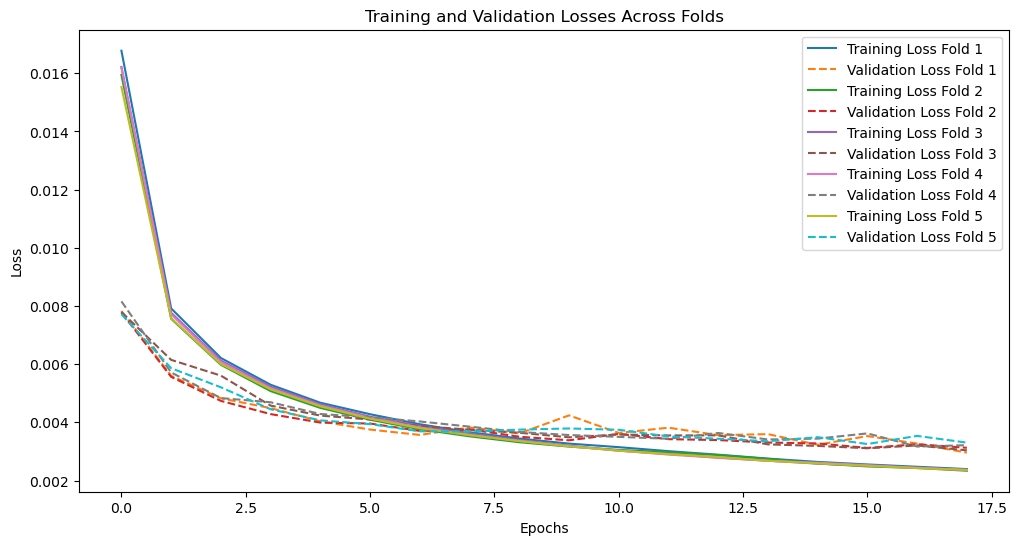 Training and Validation Losses Across Folds
Loss
0.016
0.014
0.012
0.010
0.008
0.006
0.004
0.002
Training Loss Fold 1
Validation Loss Fold 1
Training Loss Fold 2
Validation Loss Fold 2
Training Loss Fold 3
Validation Loss Fold 3
Training Loss Fold 4
Validation Loss Fold 4
Training Loss Fold 5
Validation Loss Fold 5
0.0 2.5 5.0 7.5 10.0 12.5 15.0 17.5
Epochs